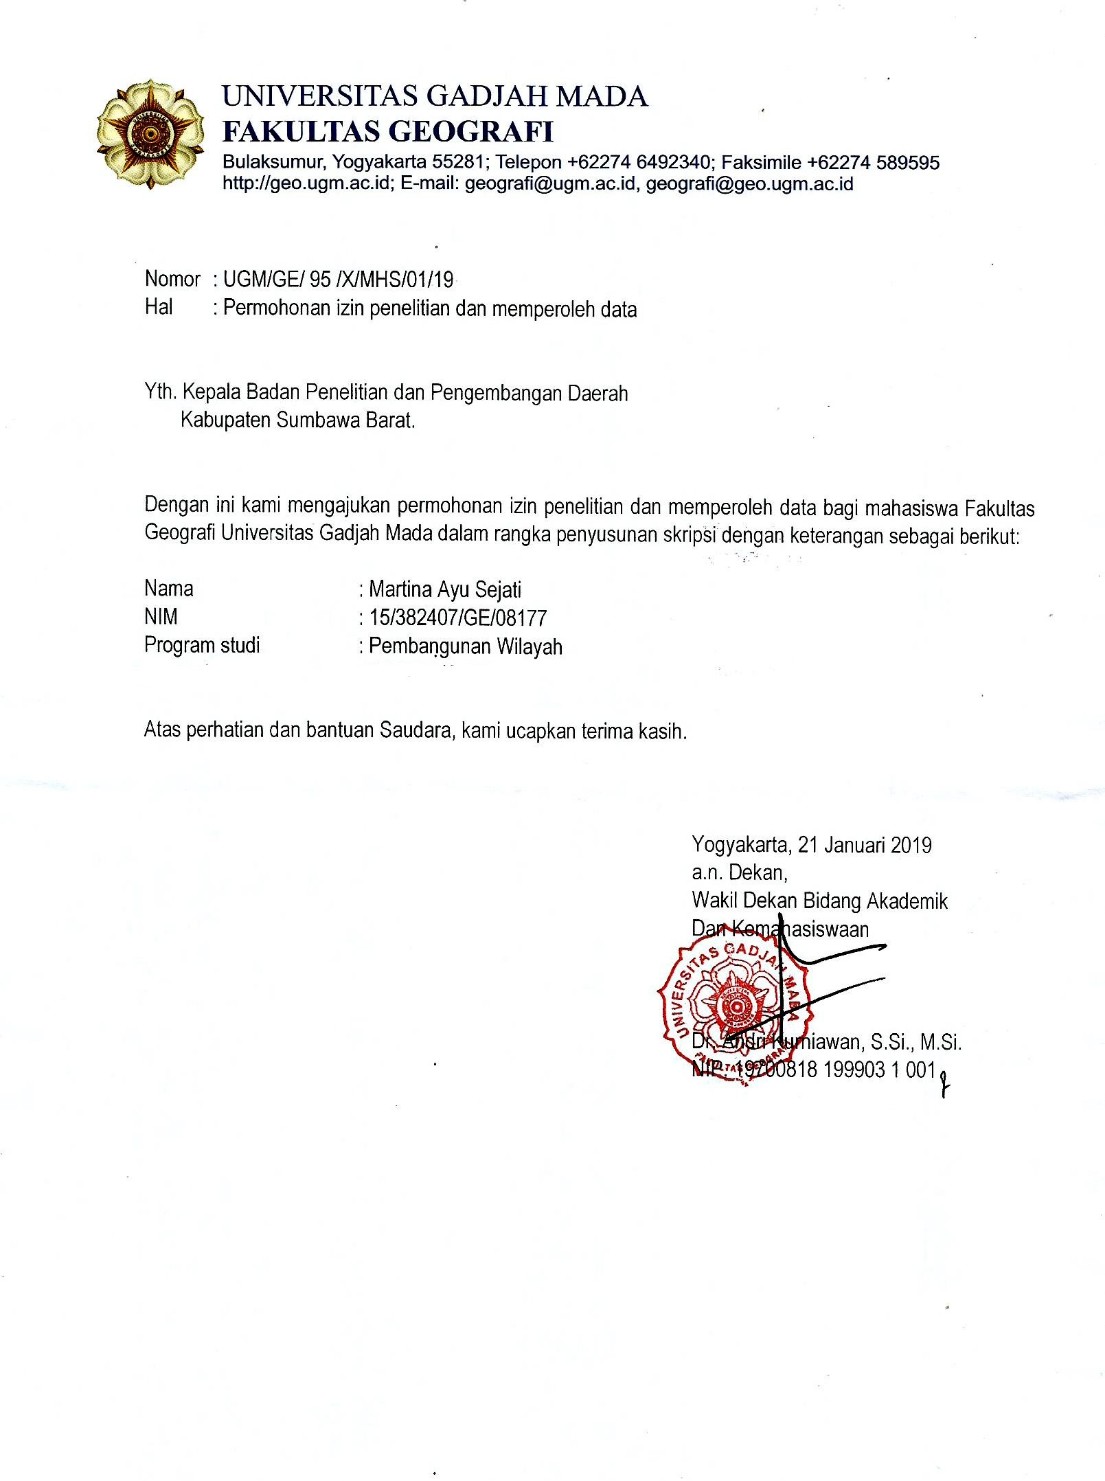 UNIVERSITAS GADJAH MADA
FAKULTAS GEOGRAFI
Bulaksumur, Yogyakarta 55281; Telepon +62274 6492340; Faksimile +62274 589595
http://geo.ugm.ac.id; E-mail: geografi@ugm.ac.id, geografi@geo.ugm.ac.id
Nomor : UGM/GE/ 95 /X/MHS/01/19
Hal : Permohonan izin penelitian dan memperoleh data
Yth. Kepala Badan Penelitian dan Pengembangan Daerah
Kabupaten Sumbawa Barat.
Dengan ini kami mengajukan permohonan izin penelitian dan memperoleh data bagi mahasiswa Fakultas
Geografi Universitas Gadjah Mada dalam rangka penyusunan skripsi dengan keterangan sebagai berikut:
Nama : Martina Ayu Sejati
NIM : 15/382407/GE/08177
Program studi : Pembangunan Wilayah
Atas perhatian dan bantuan Saudara, kami ucapkan terima kasih.
Yogyakarta, 21 Januari 2019
a.n. Dekan,
Wakil Dekan Bidang Akademik
Dan Kemahasiswaan
UNIVERSITAS GADJAH MADA
FAKULTAS GEOGRAFI
Dr. Andri Kurniawan, S.Si., M.Si.
NIP. 19700818 199903 1 001